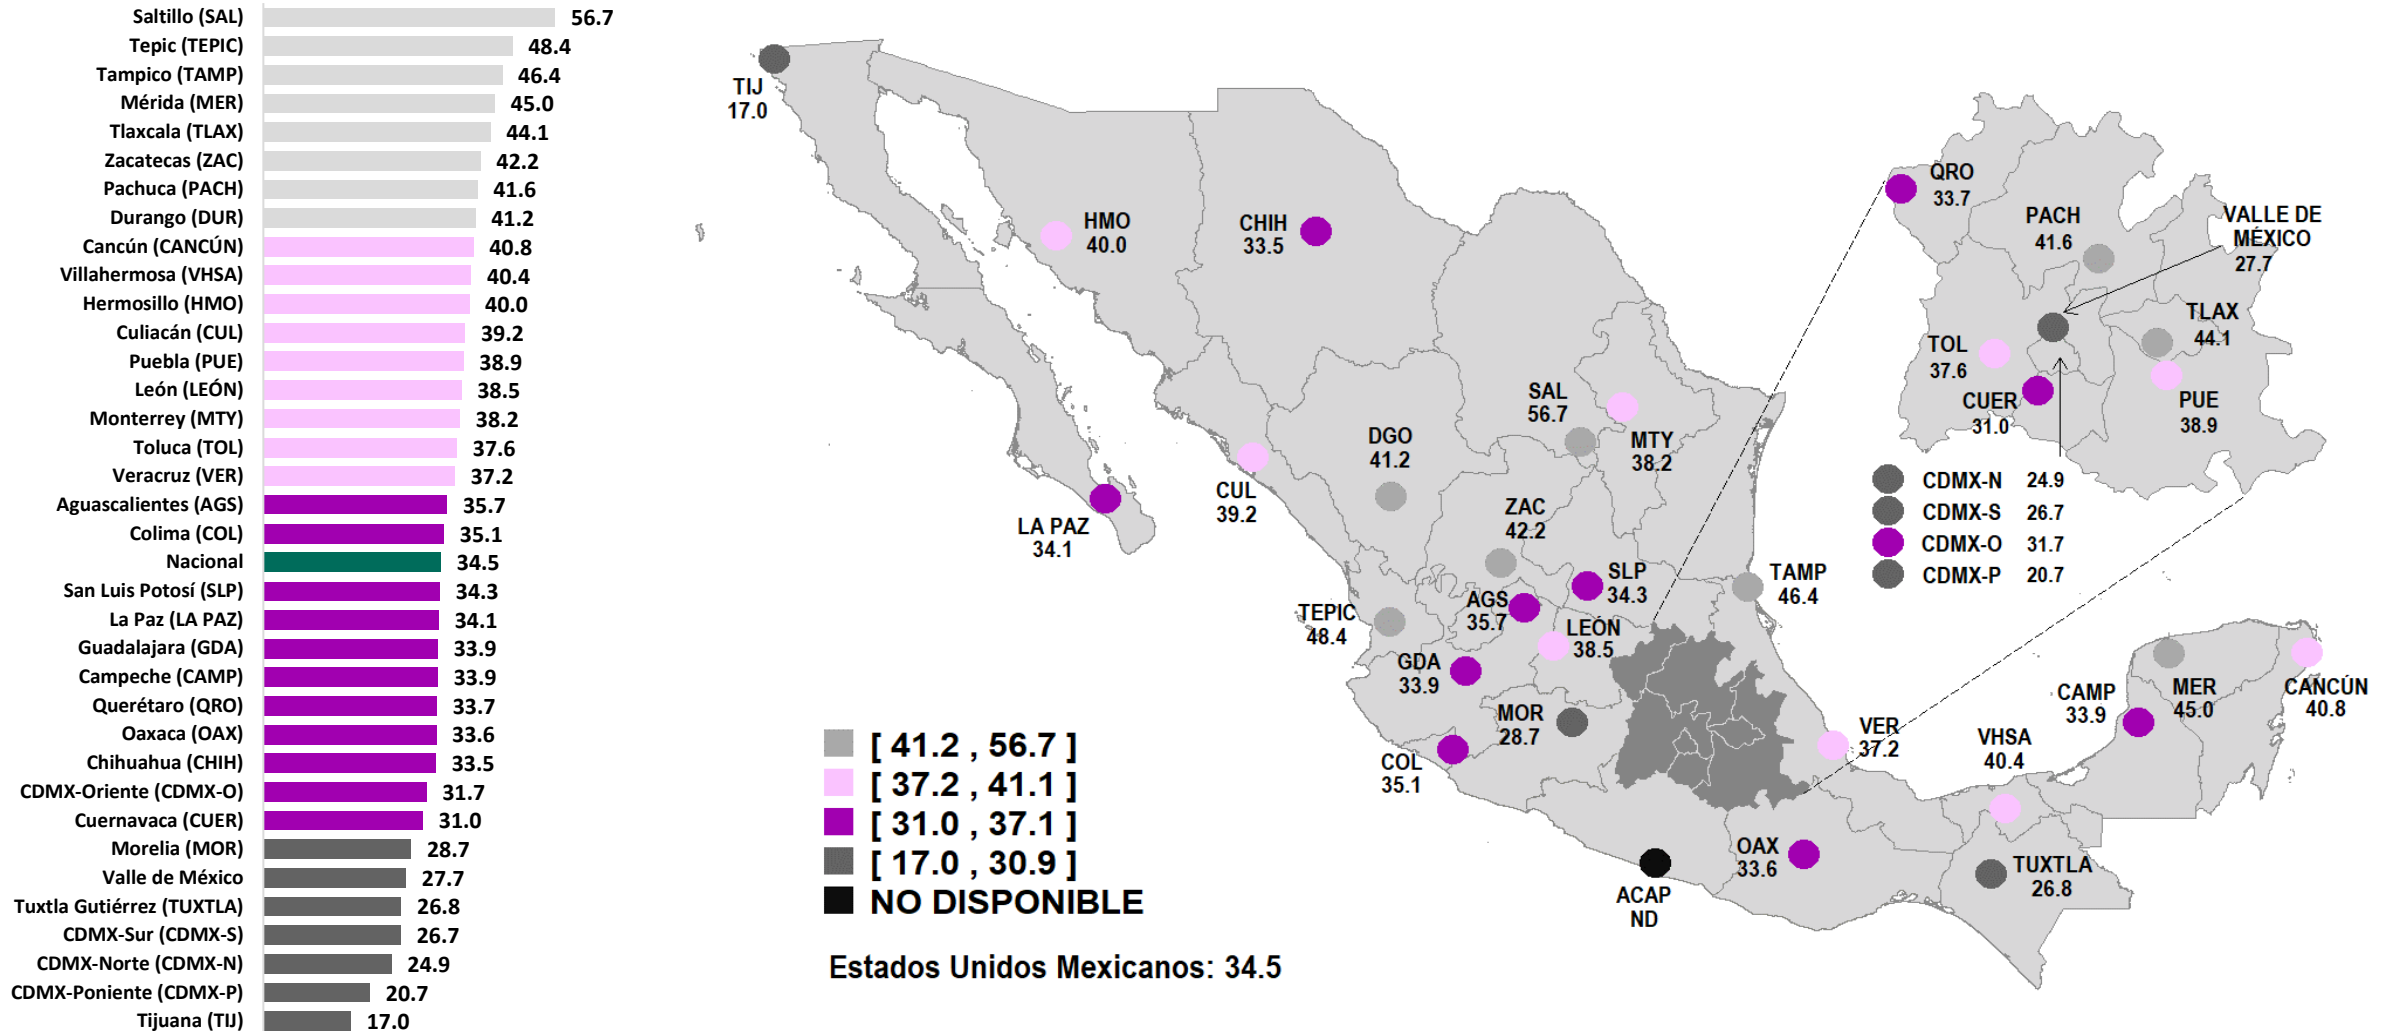 Saltillo (SAL) 56.7
Tepic (TEPIC) 48.4
Tampico (TAMP) 46.4
Mérida (MER) 45.0
Tlaxcala (TLAX) 44.1
Zacatecas (ZAC) 42.2
Pachuca (PACH) 41.6
Durango (DUR) 41.2
Cancún (CANCÚN) 40.8
Villahermosa (VHSA) 40.4
Hermosillo (HMO) 40.0
Culiacán (CUL) 39.2
Puebla (PUE) 38.9
León (LEÓN) 38.5
Monterrey (MTY) 38.2
Toluca (TOL) 37.6
Veracruz (VER) 37.2
Aguascalientes (AGS) 35.7
Colima (COL) 35.1
Nacional 34.5
San Luis Potosí (SLP) 34.3
La Paz (LA PAZ) 34.1
Guadalajara (GDA) 33.9
Campeche (CAMP) 33.9
Querétaro (QRO) 33.7
Oaxaca (OAX) 33.6
Chihuahua (CHIH) 33.5
CDMX-Oriente (CDMX-O) 31.7
Cuernavaca (CUER) 31.0
Morelia (MOR) 28.7
Valle de México 27.7
Tuxtla Gutiérrez (TUXTLA) 26.8
CDMX-Sur (CDMX-S) 26.7
CDMX-Norte (CDMX-N) 24.9
CDMX-Poniente (CDMX-P) 20.7
Tijuana (TIJ) 17.0
TIJ
17.0
HMO
40.0
CHIH
33.5
LA PAZ
34.1
CUL
39.2
DGO
41.2
SAL
56.7
MTY
38.2
ZAC
42.2
SLP
34.3
TAMP
46.4
TEPIC
48.4
AGS
35.7
LEÓN
38.5
GDA
33.9
MOR
28.7
COL
35.1
VER
37.2
ACAP
ND
OAX
33.6
VHSA
40.4
TUXTLA
26.8
CAMP
33.9
MER
45.0
CANCÚN
40.8
QRO
33.7
PACH
41.6
VALLE DE
MÉXICO
27.7
TLAX
44.1
TOL
37.6
CUER
31.0
PUE
38.9
CDMX-N 24.9
CDMX-S 26.7
CDMX-O 31.7
CDMX-P 20.7
[ 41.2 , 56.7 ]
[ 37.2 , 41.1 ]
[ 31.0 , 37.1 ]
[ 17.0 , 30.9 ]
NO DISPONIBLE
Estados Unidos Mexicanos: 34.5